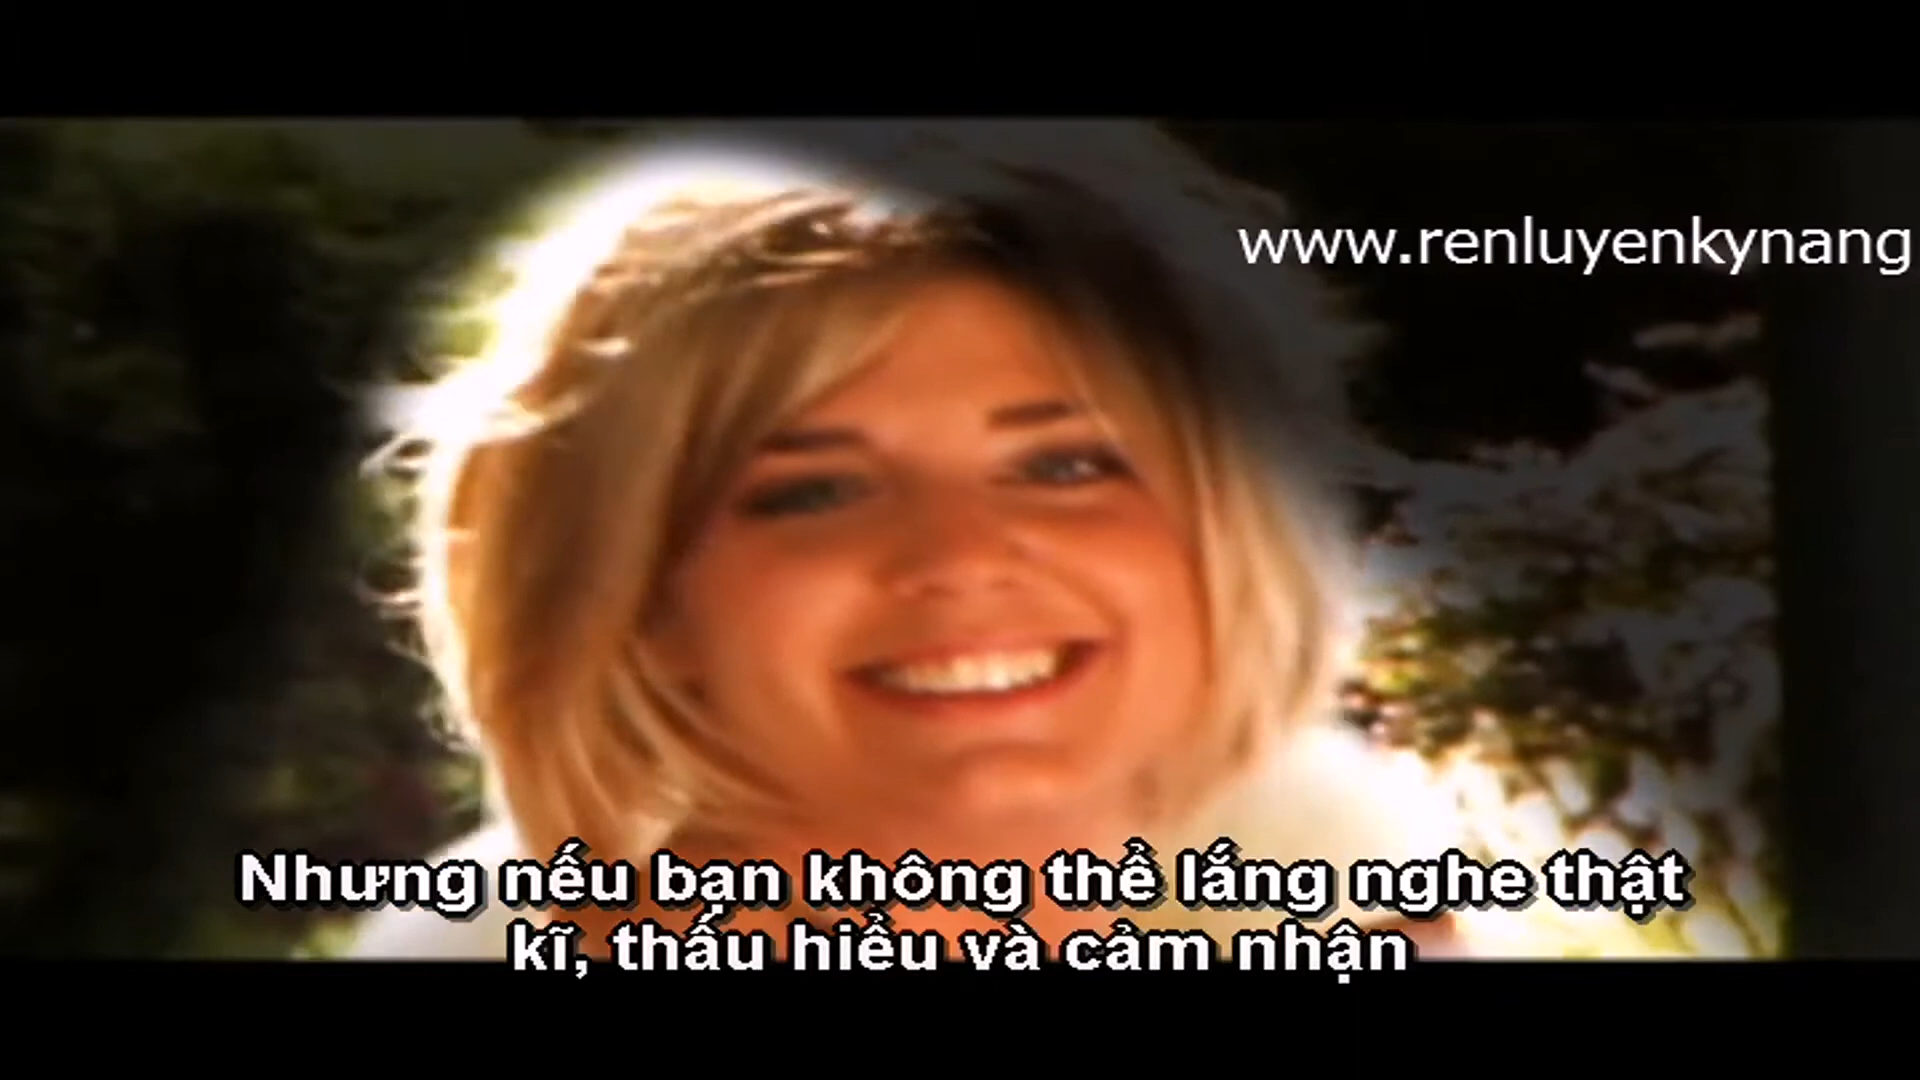 www.renluyenkynang
Nhưng nếu bạn không thể lắng nghe thật
kĩ, thấu hiểu và cảm nhận